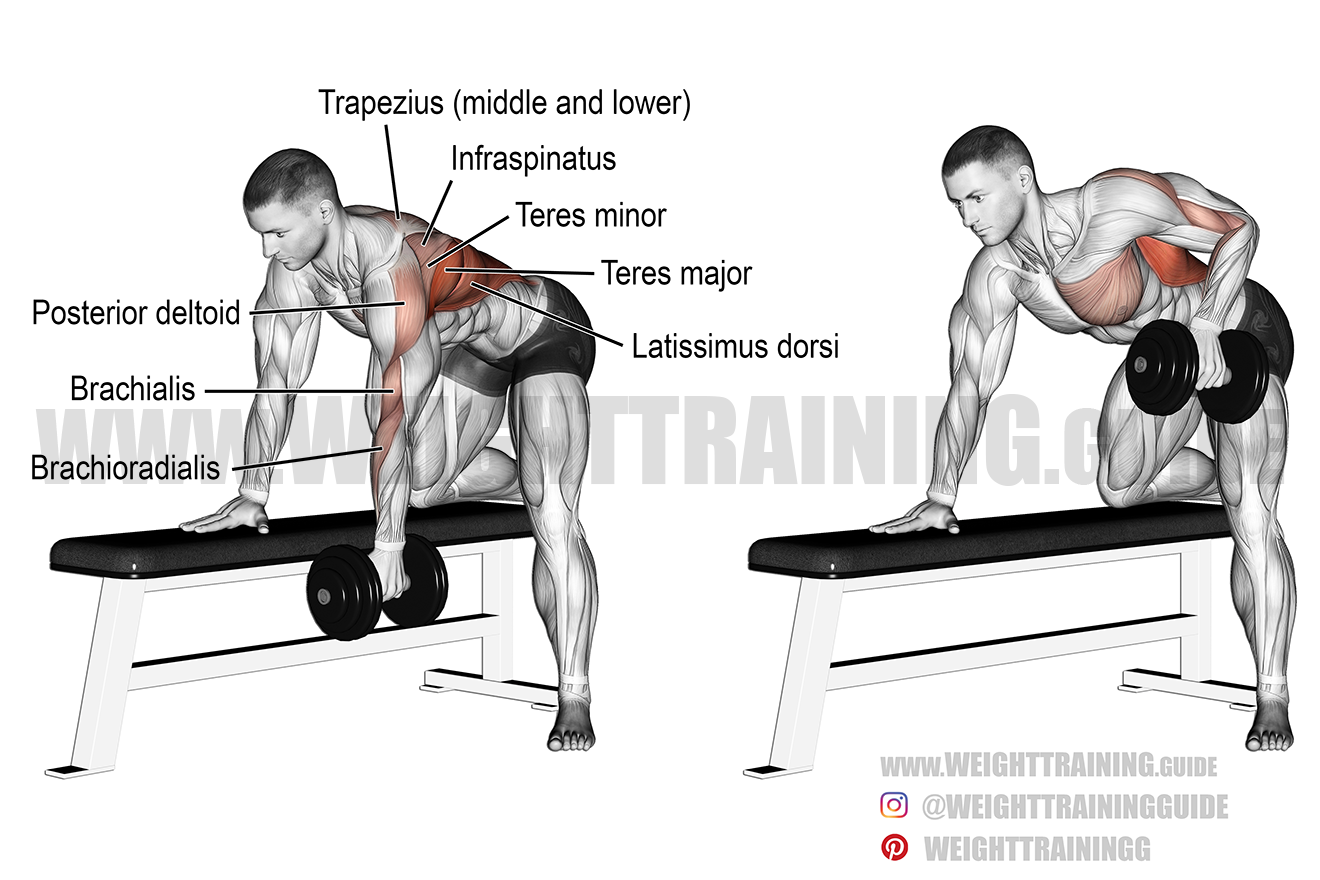 Trapezius (middle and lower)
Infraspinatus
Teres minor
Teres major
Posterior deltoid
Latissimus dorsi
Brachialis
www.WEIGHTTRAINING.GUIDE
Brachioradialis
www.WEIGHTTRAINING.GUIDE
@WEIGHTTRAININGGUIDE
WEIGHTTRAININGG